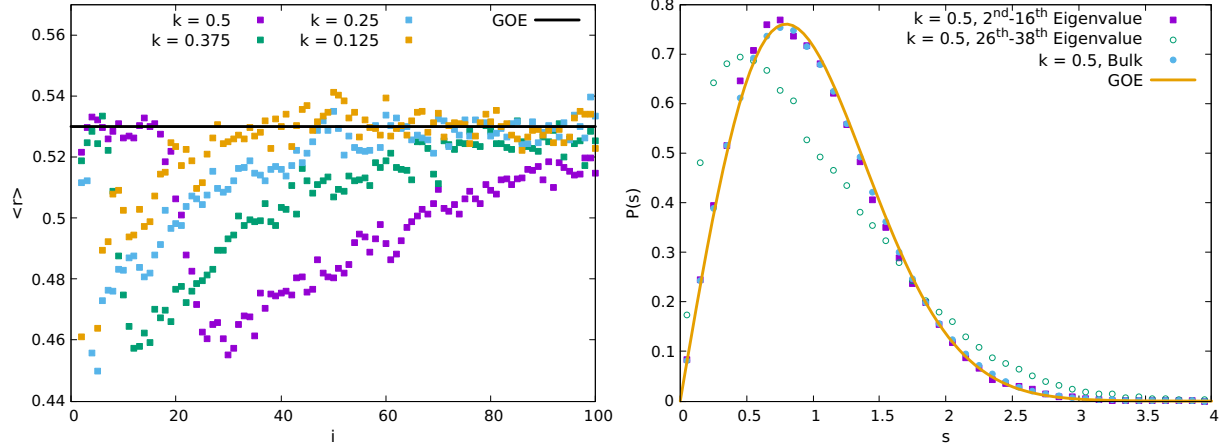 k = 0.5 k = 0.25 GOE
k = 0.375 k = 0.125
0.56
0.54
0.52
0.5
0.48
0.46
0.44
<r>
0 20 40 60 80 100
i
k = 0.5, 2nd-16th Eigenvalue
k = 0.5, 26th-38th Eigenvalue
k = 0.5, Bulk
GOE
0.8
0.7
0.6
0.5
0.4
0.3
0.2
0.1
0
P(s)
0 0.5 1 1.5 2 2.5 3 3.5 4
s